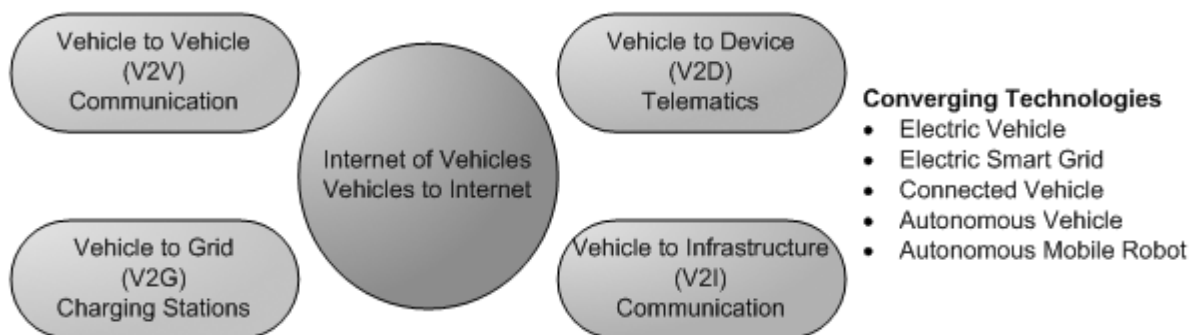 Vehicle to Vehicle
(V2V)
Communication
Vehicle to Device
(V2D)
Telematics
Internet of Vehicles
Vehicles to Internet
Vehicle to Grid
(V2G)
Charging Stations
Vehicle to Infrastructure
(V2I)
Communication
Converging Technologies
• Electric Vehicle
• Electric Smart Grid
• Connected Vehicle
• Autonomous Vehicle
• Autonomous Mobile Robot